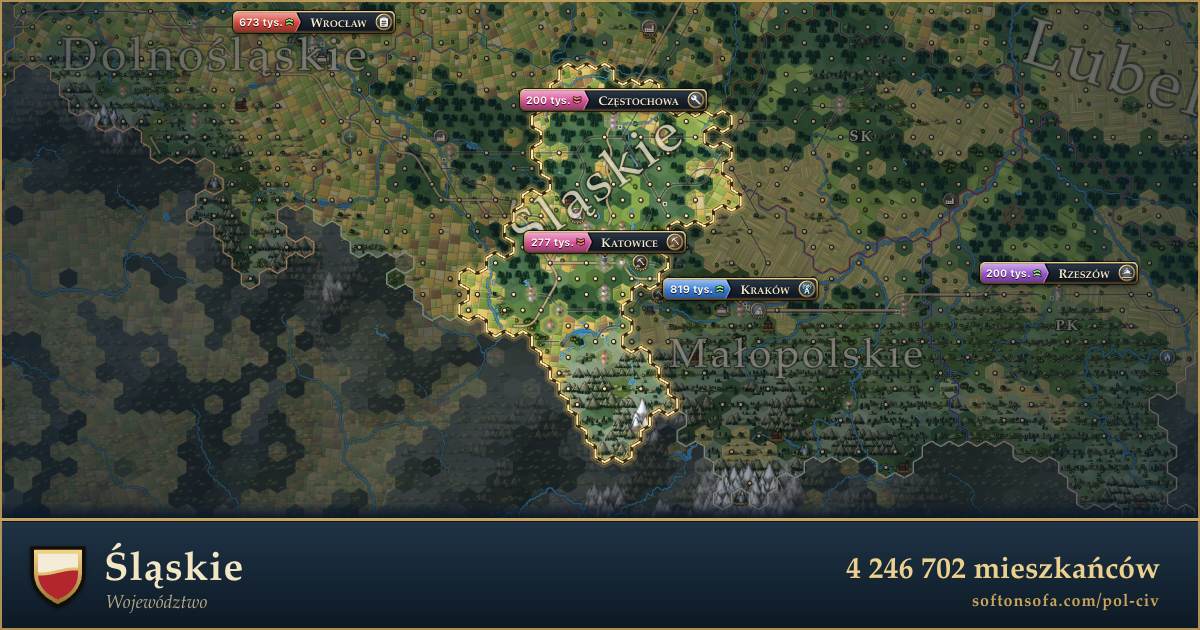 673 tys. Wrocław
Dolnośląskie
Lubel
200 tys. Częstochowa
SK
Śląskie
277 tys. Katowice
200 tys. Rzeszów
819 tys. Kraków
PK
Małopolskie
Śląskie
Województwo
4 246 702 mieszkańców
softonsofa.com/pol-civ